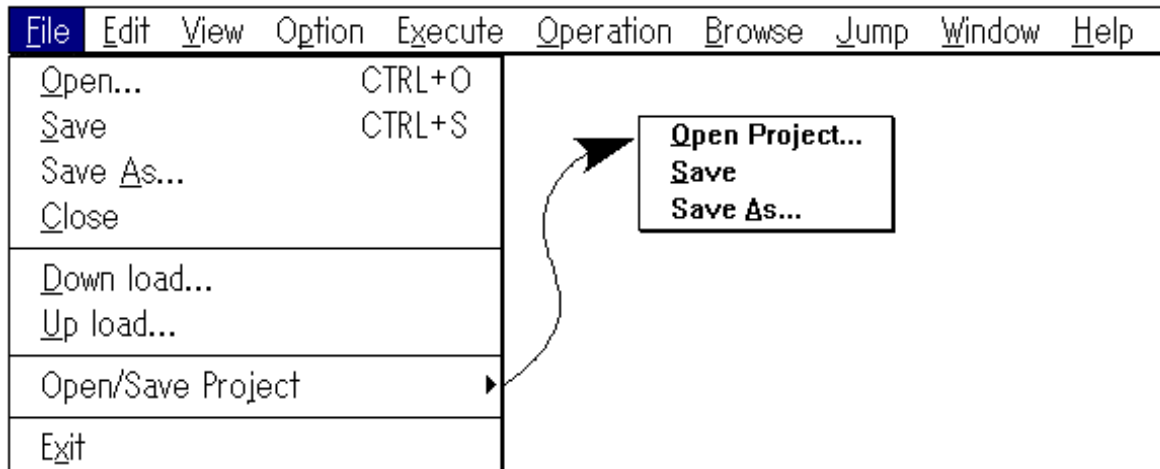 File Edit View Option Execute Operation Browse Jump Window Help
Open... CTRL+O
Save CTRL+S
Save As...
Close
Down load...
Up load...
Open/Save Project
Exit
Open Project...
Save
Save As...